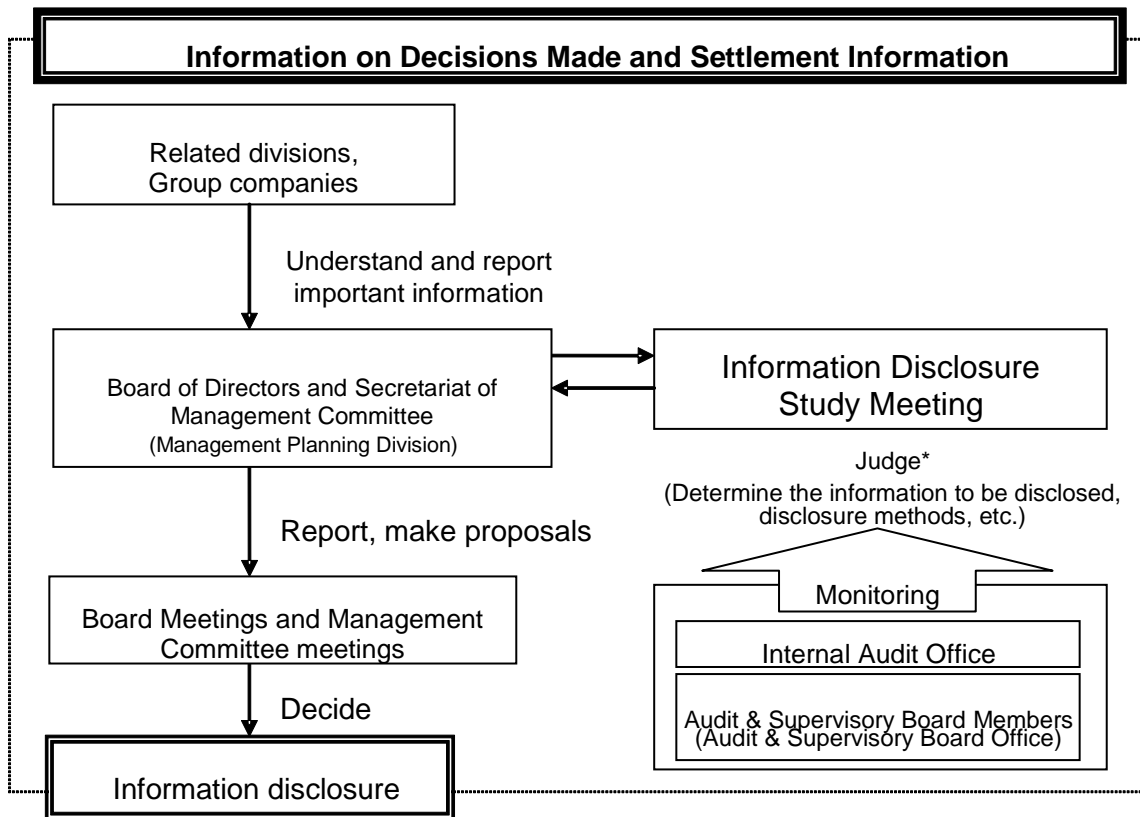 Information on Decisions Made and Settlement Information
Related divisions,
Group companies
Understand and report
important information
Board of Directors and Secretariat of
Management Committee
(Management Planning Division)
Information Disclosure
Study Meeting
Judge*
(Determine the information to be disclosed,
disclosure methods, etc.)
Report, make proposals
Monitoring
Board Meetings and Management
Committee meetings
Internal Audit Office
Decide
Audit & Supervisory Board Members
(Audit & Supervisory Board Office)
Information disclosure